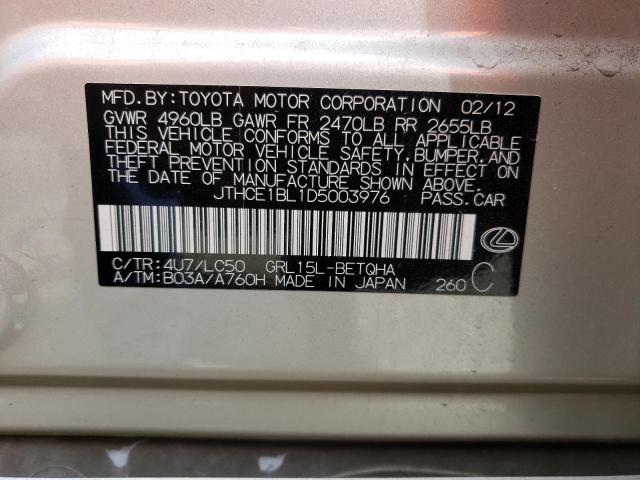 MFD.BY:TOYOTA MOTOR CORPORATION 02/12
GVWR 4960LB GAWR FR 2470LB RR 2655LB
THIS VEHICLE CONFORMS TO ALL APPLICABLE
FEDERAL MOTOR VEHICLE SAFETY,BUMPER,AND
THEFT PREVENTION STANDARDS IN EFFECT ON
THE DATE OF MANUFACTURE SHOWN ABOVE.
JTHCE1BL1D5003976 PASS.CAR
C/TR:4U7/LC50 GRL15L-BETQHA
A/TM:B03A/A760H MADE IN JAPAN 260 C